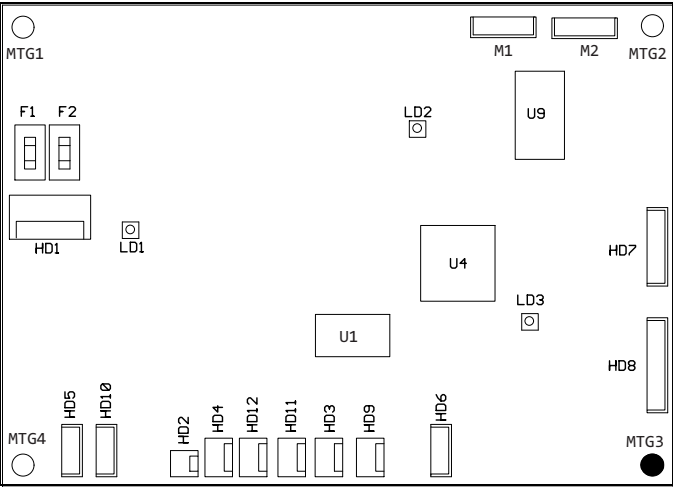 MTG1
M1
M2
MTG2
F1
F2
LD2
U9
HD1
LD1
HD7
U4
LD3
U1
HD8
HD5
HD10
HD2
HD4
HD12
HD11
HD3
HD9
HD6
MTG4
MTG3